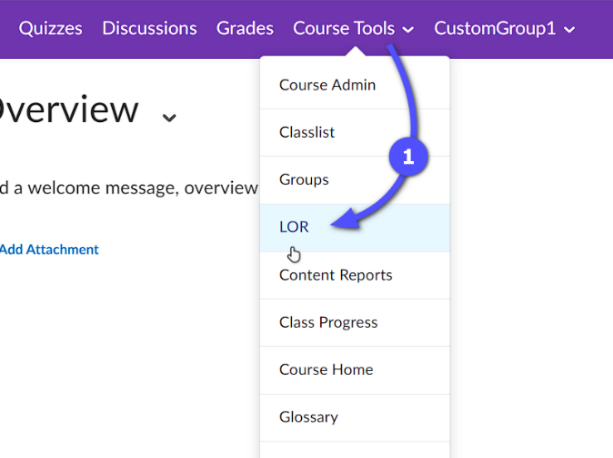 Quizzes Discussions Grades Course Tools CustomGroup1
Overview
Course Admin
Classlist
1
Groups
d a welcome message, overview
LOR
Add Attachment
Content Reports
Class Progress
Course Home
Glossary